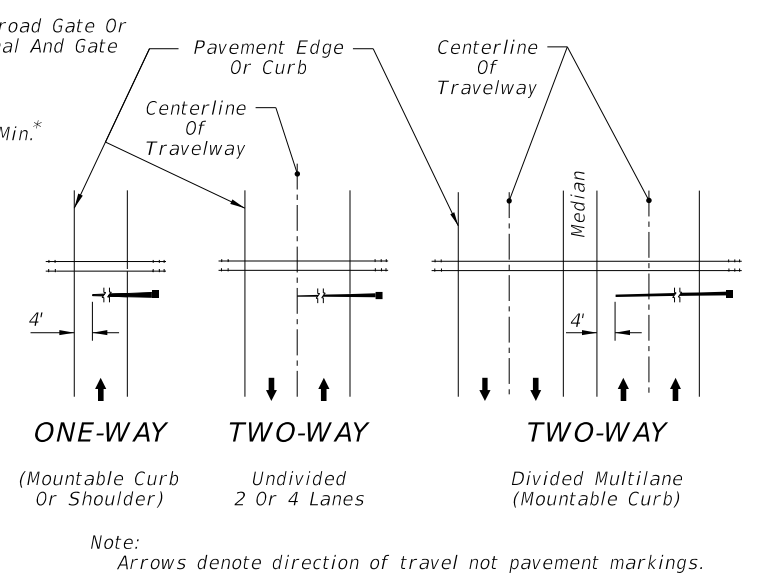 road Gate Or
al And Gate
Min.*
Pavement Edge
Or Curb
Centerline
Of
Travelway
Centerline
Of
Travelway
Median
4'
4'
ONE-WAY
(Mountable Curb
Or Shoulder)
TWO-WAY
Undivided
2 Or 4 Lanes
TWO-WAY
Divided Multilane
(Mountable Curb)
Note:
Arrows denote direction of travel not pavement markings.